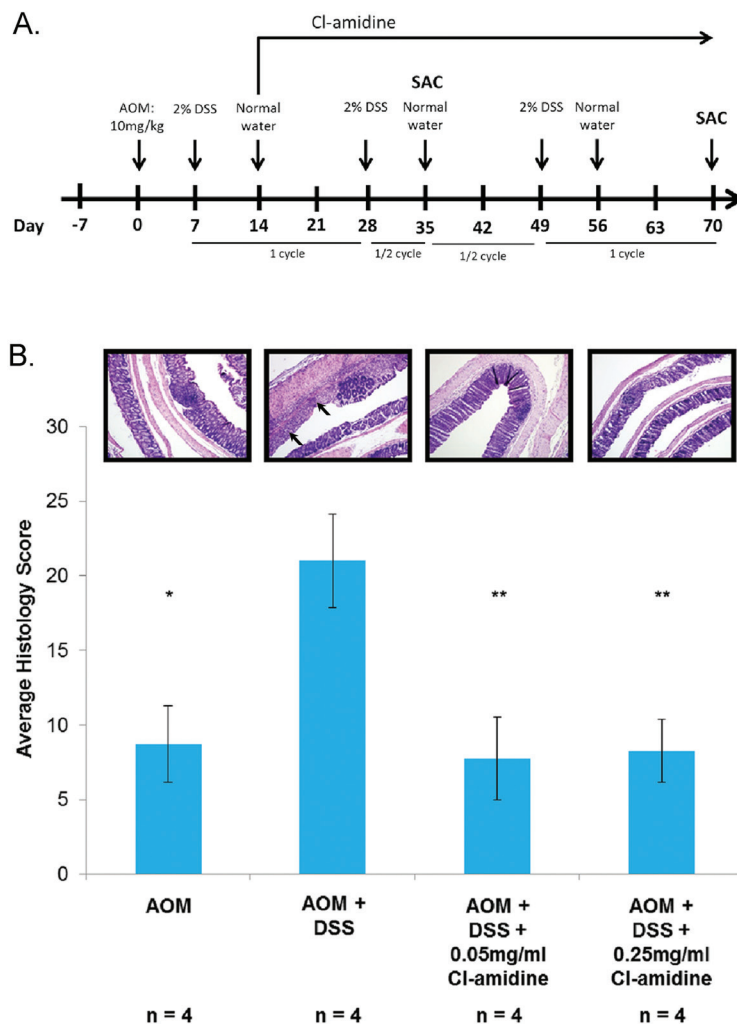 A.
Cl-amidine
SAC
AOM:
10mg/kg
2% DSS
Normal
water
2% DSS
Normal
water
2% DSS
Normal
water
SAC
Day
-7 0 7 14 21 28 35 42 49 56 63 70
1 cycle
1/2 cycle
1/2 cycle
1 cycle
B.
Average Histology Score
30
25
20
15
10
5
0
*
**
**
AOM
AOM +
DSS
AOM +
DSS +
0.05mg/ml
Cl-amidine
AOM +
DSS +
0.25mg/ml
Cl-amidine
n = 4
n = 4
n = 4
n = 4